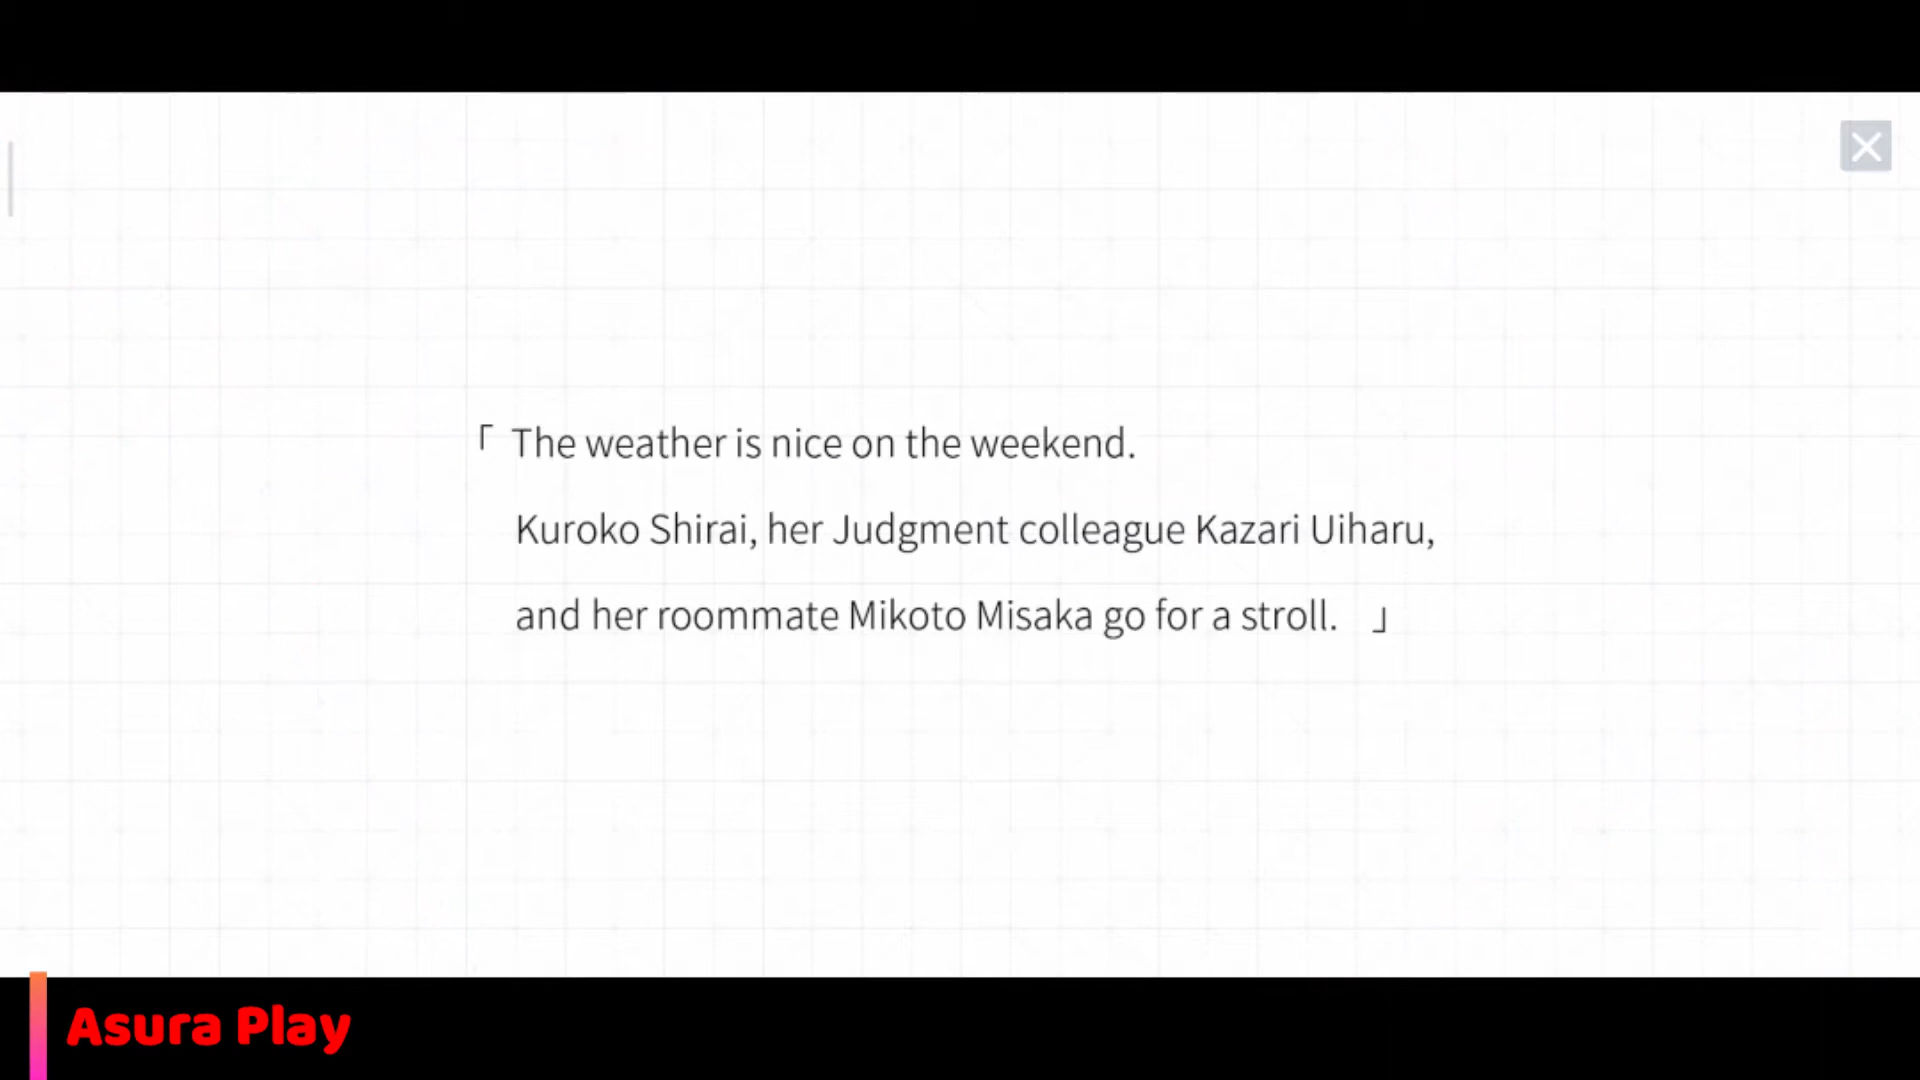 「 The weather is nice on the weekend.
Kuroko Shirai, her Judgment colleague Kazari Uiharu,
and her roommate Mikoto Misaka go for a stroll. 」
Asura Play